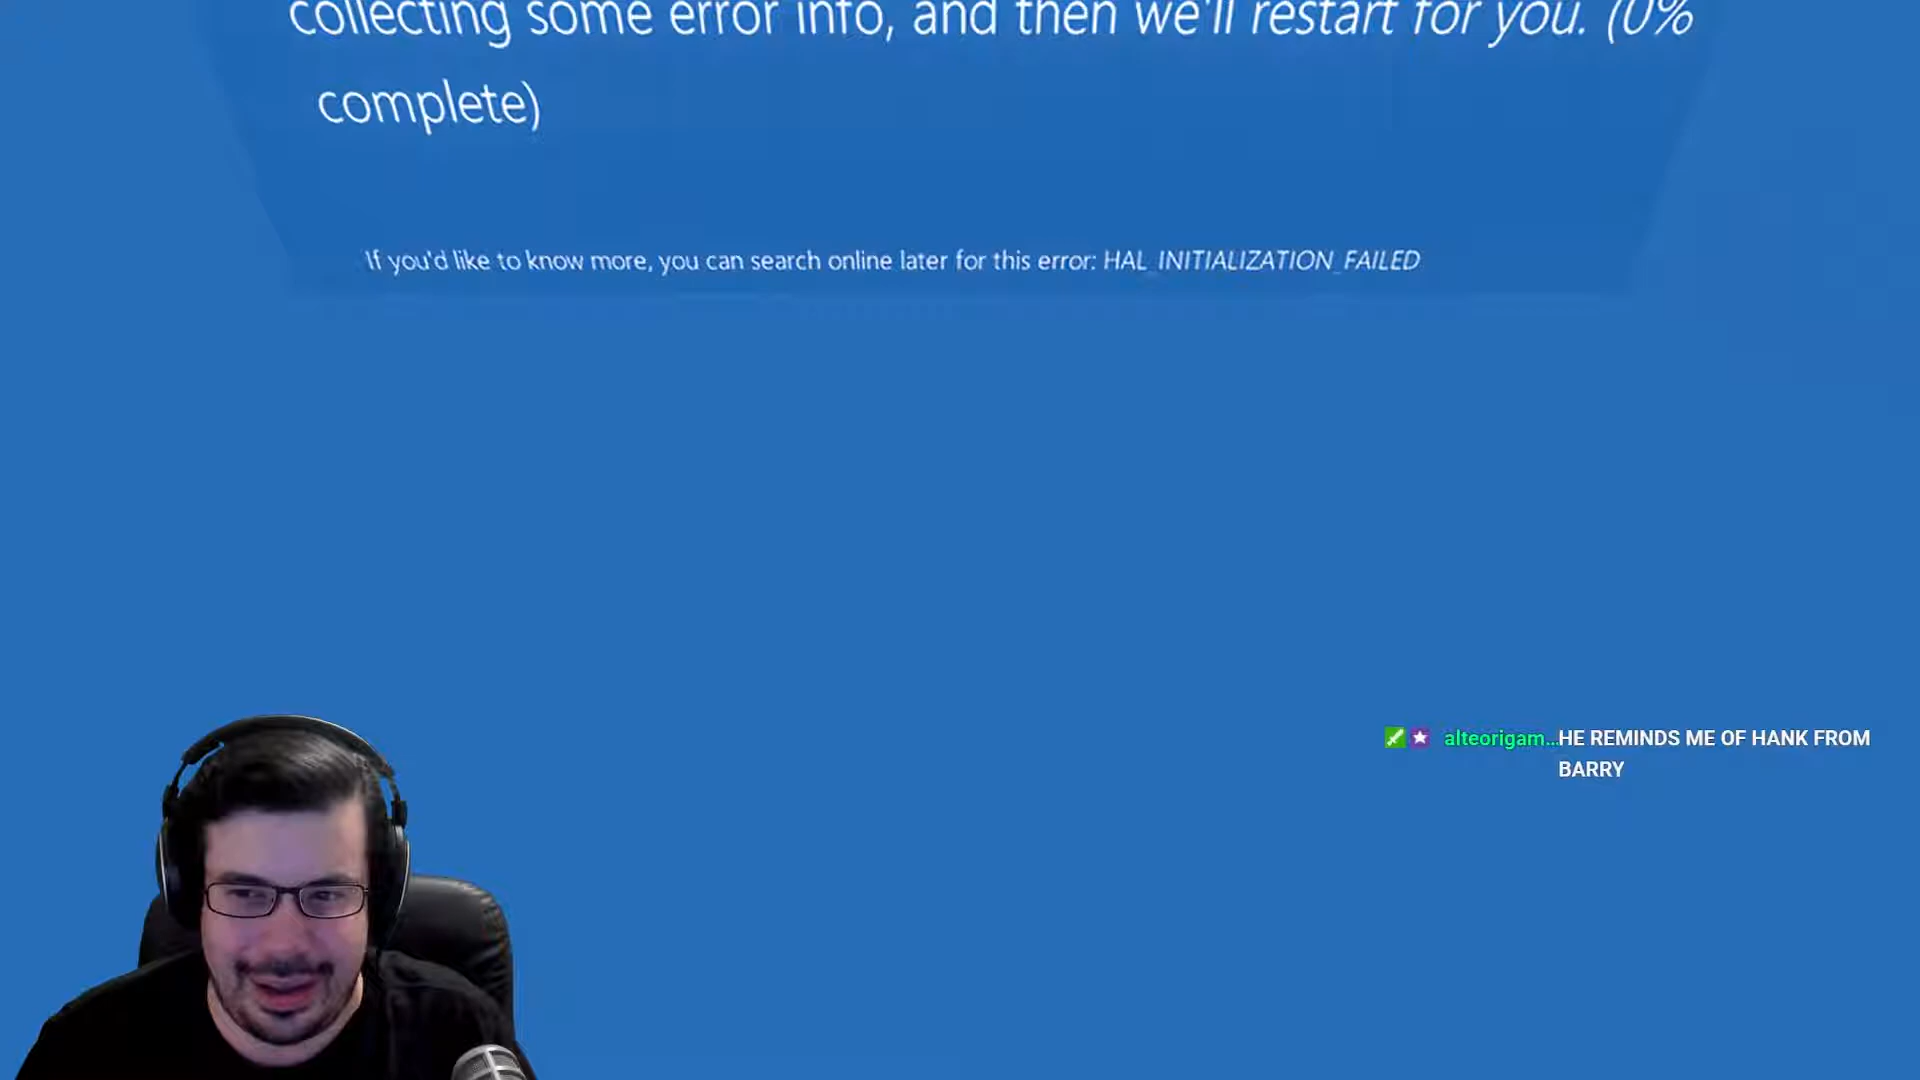 collecting some error info, and then we'll restart for you. (0%
complete)
If you'd like to know more, you can search online later for this error: HAL_INITIALIZATION_FAILED
alteorigam... HE REMINDS ME OF HANK FROM
BARRY